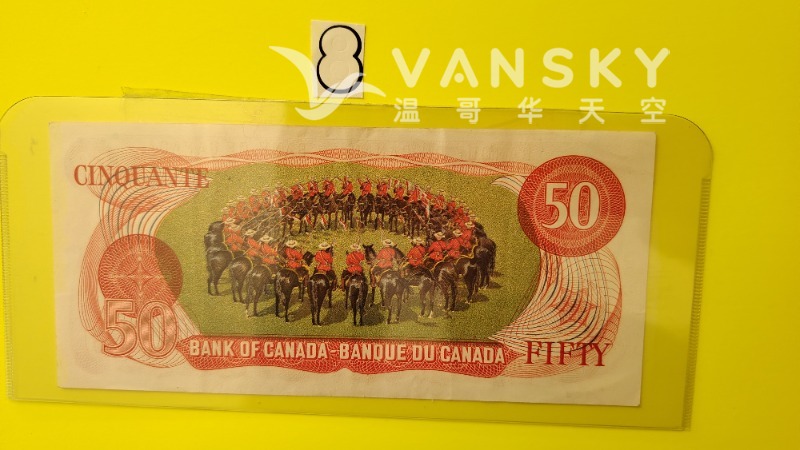 8
VANSKY
温哥华天空
CINQUANTE
50
50
BANK OF CANADA-BANQUE DU CANADA
FIFTY